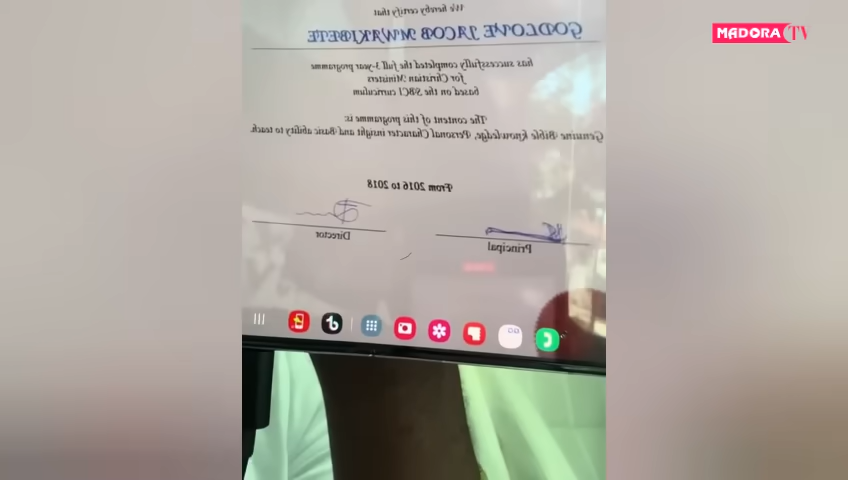 We hereby certify that
GODLOVE JACOB MWAKIBETE
has successfully completed the full 3-year programme
for Christian Ministers
based on the SBCI curriculum
The content of this programme is:
Genuine Bible knowledge, Personal Character insight and Basic ability to teach.
From 2016 to 2018
Principal
Director
MADORA TV